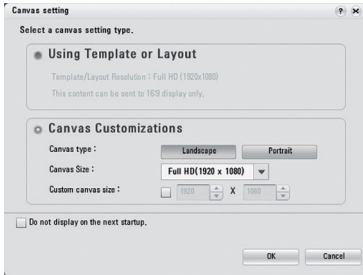 Canvas setting ? ×
Select a canvas setting type.
Using Template or Layout
Template/Layout Resolution : Full HD (1920x1080)
This content can be sent to 16:9 display only.
Canvas Customizations
Canvas type : Landscape Portrait
Canvas Size : Full HD(1920 x 1080)
Custom canvas size : 1920 X 1080
Do not display on the next startup.
OK Cancel